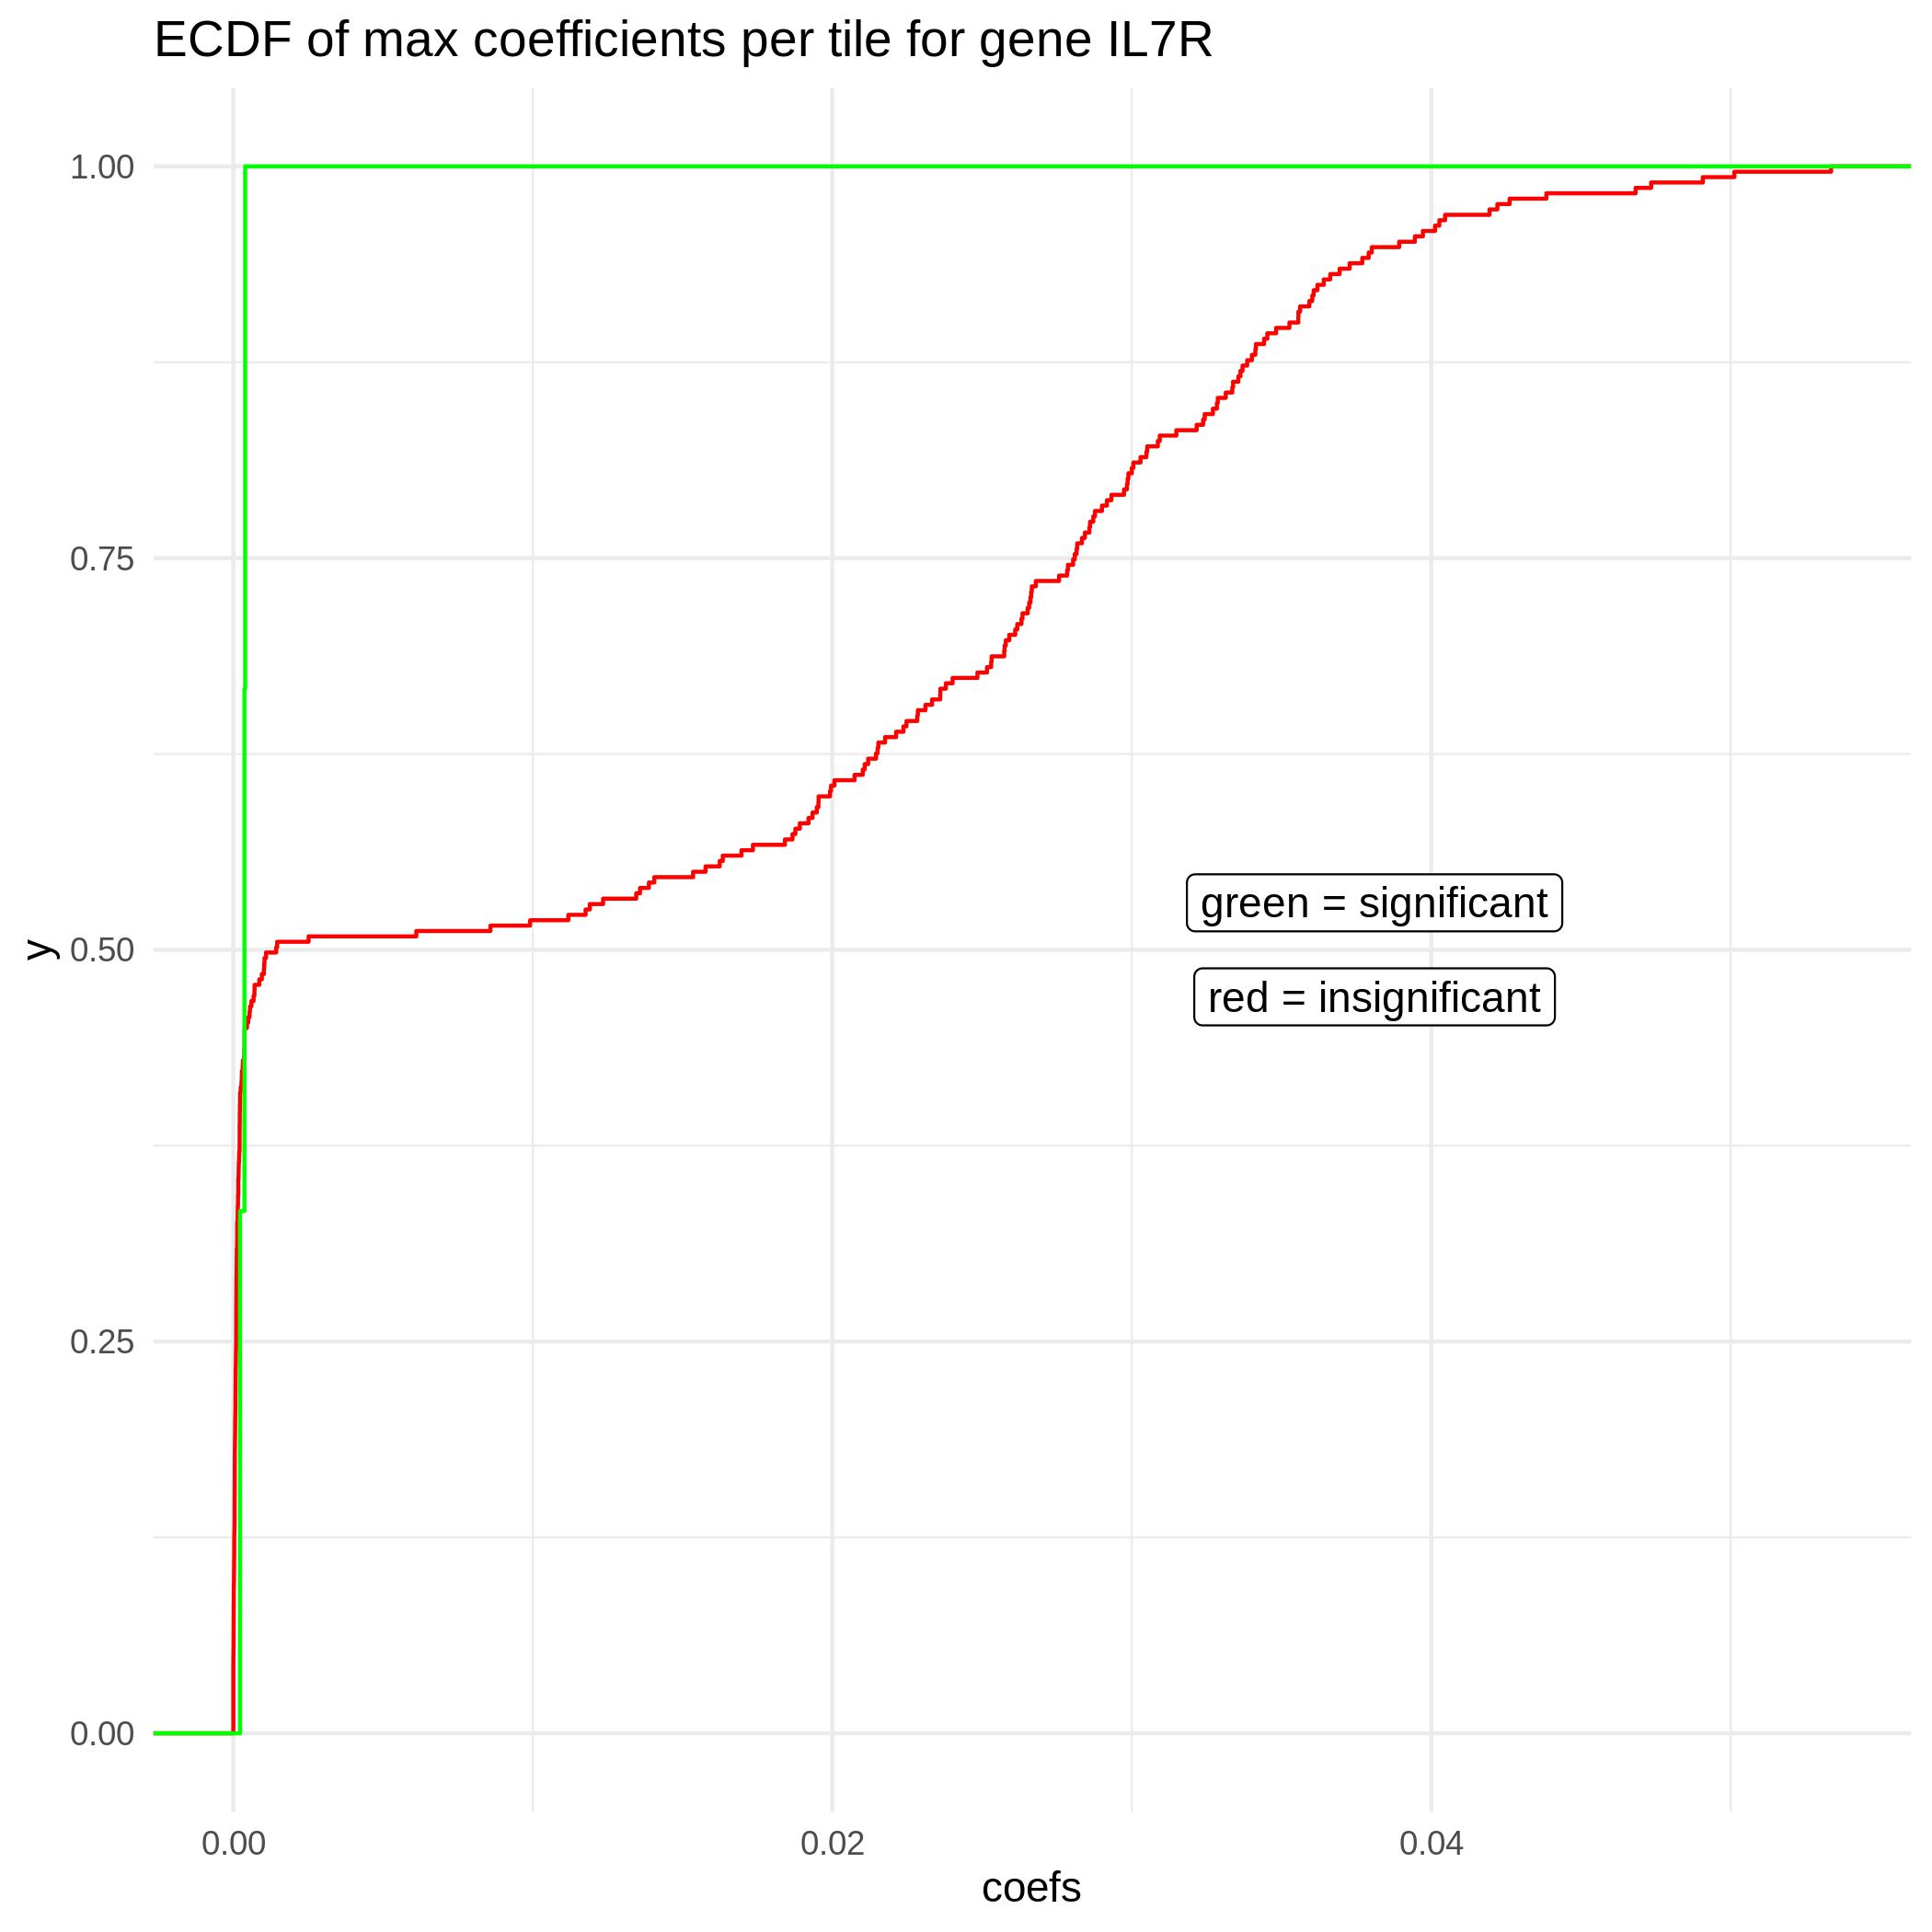 ECDF of max coefficients per tile for gene IL7R
1.00
0.75
0.50
0.25
0.00
y
green = significant
red = insignificant
0.00
0.02
0.04
coefs